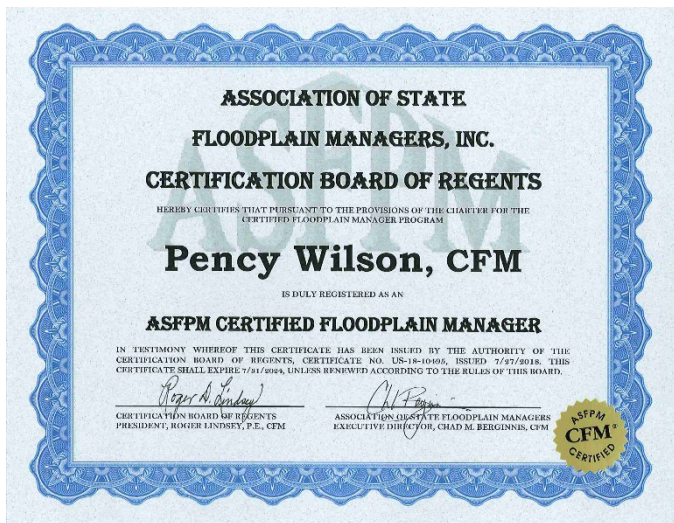 ASSOCIATION OF STATE
FLOODPLAIN MANAGERS, INC.
CERTIFICATION BOARD OF REGENTS
HEREBY CERTIFIES THAT PURSUANT TO THE PROVISIONS OF THE CHARTER FOR THE
CERTIFIED FLOODPLAIN MANAGER PROGRAM
ASFPM
Pency Wilson, CFM
IS DULY REGISTERED AS AN
ASFPM CERTIFIED FLOODPLAIN MANAGER
IN TESTIMONY WHEREOF THIS CERTIFICATE HAS BEEN ISSUED BY THE AUTHORITY OF THE
CERTIFICATION BOARD OF REGENTS, CERTIFICATE NO. US-18-10495, ISSUED 7/27/2018. THIS
CERTIFICATE SHALL EXPIRE 7/31/2024, UNLESS RENEWED ACCORDING TO THE RULES OF THIS BOARD.
Roger D. Lindsey
CERTIFICATION BOARD OF REGENTS
PRESIDENT, ROGER LINDSEY, P.E., CFM
ASSOCIATION OF STATE FLOODPLAIN MANAGERS
EXECUTIVE DIRECTOR, CHAD M. BERGINNIS, CFM
ASFPM
CFM®
CERTIFIED